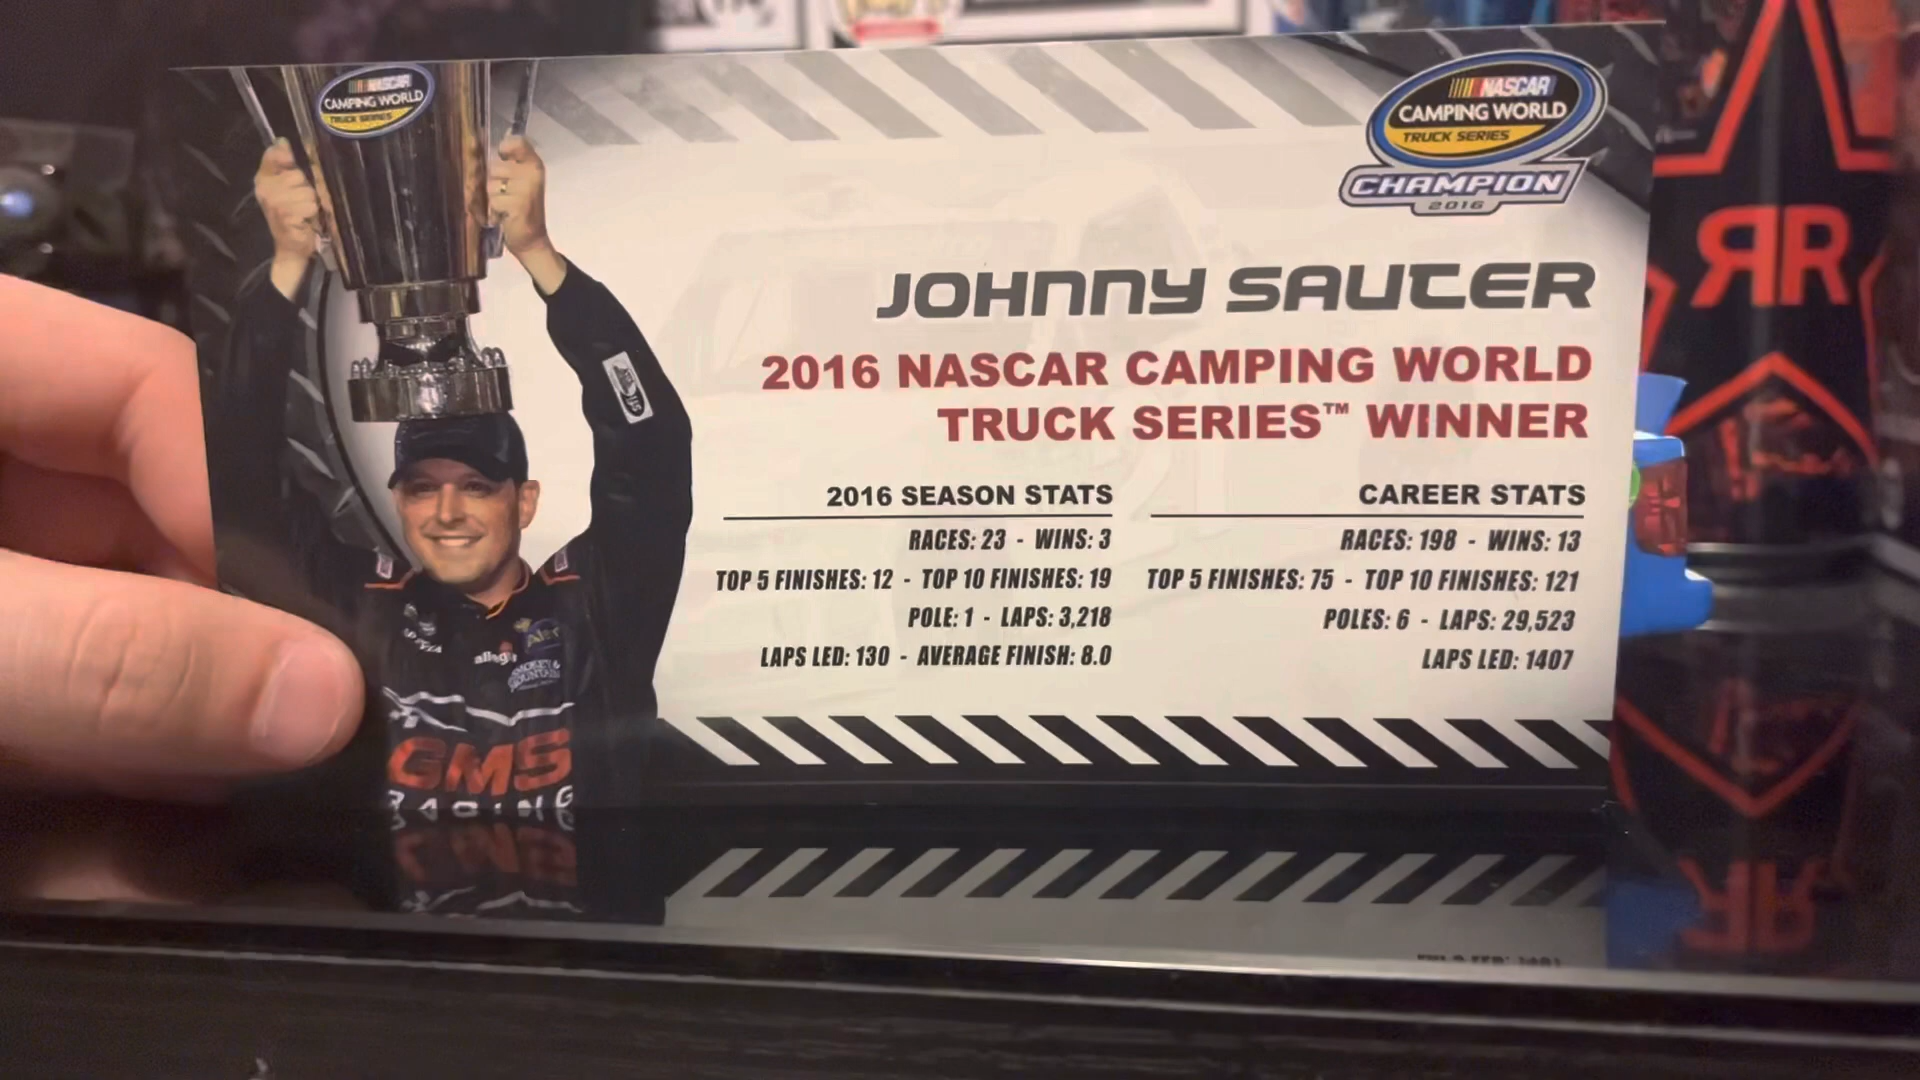 NASCAR
CAMPING WORLD
TRUCK SERIES
NASCAR
CAMPING WORLD
TRUCK SERIES
CHAMPION
2016
JOHNNY SAUTER
2016 NASCAR CAMPING WORLD
TRUCK SERIES™ WINNER
2016 SEASON STATS
RACES: 23 - WINS: 3
TOP 5 FINISHES: 12 - TOP 10 FINISHES: 19
POLE: 1 - LAPS: 3,218
LAPS LED: 130 - AVERAGE FINISH: 8.0
CAREER STATS
RACES: 198 - WINS: 13
TOP 5 FINISHES: 75 - TOP 10 FINISHES: 121
POLES: 6 - LAPS: 29,523
LAPS LED: 1407
allegiant
SMOKEY
MOUNTAIN
GMS
RACING
R